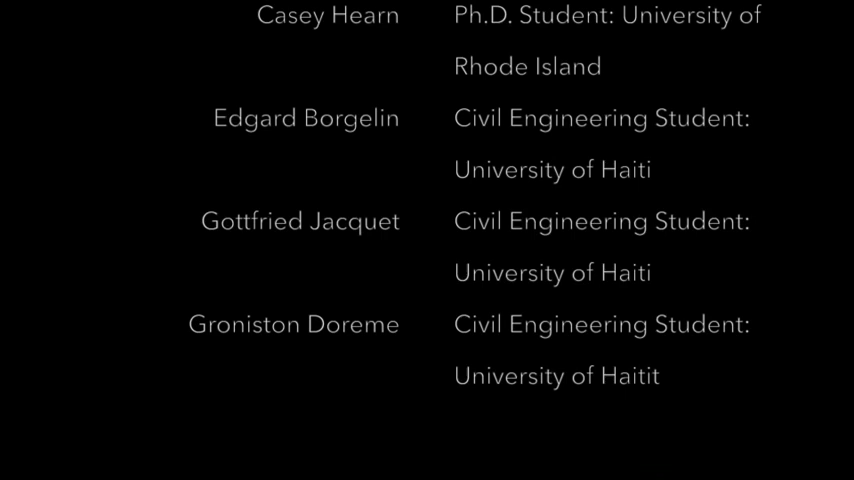 Casey Hearn Ph.D. Student: University of
Rhode Island
Edgard Borgelin Civil Engineering Student:
University of Haiti
Gottfried Jacquet Civil Engineering Student:
University of Haiti
Groniston Doreme Civil Engineering Student:
University of Haitit